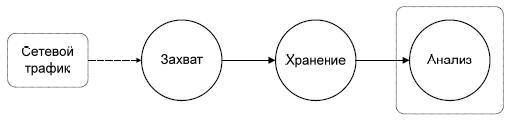 Сетевой
трафик
Захват
Хранение
Анализ